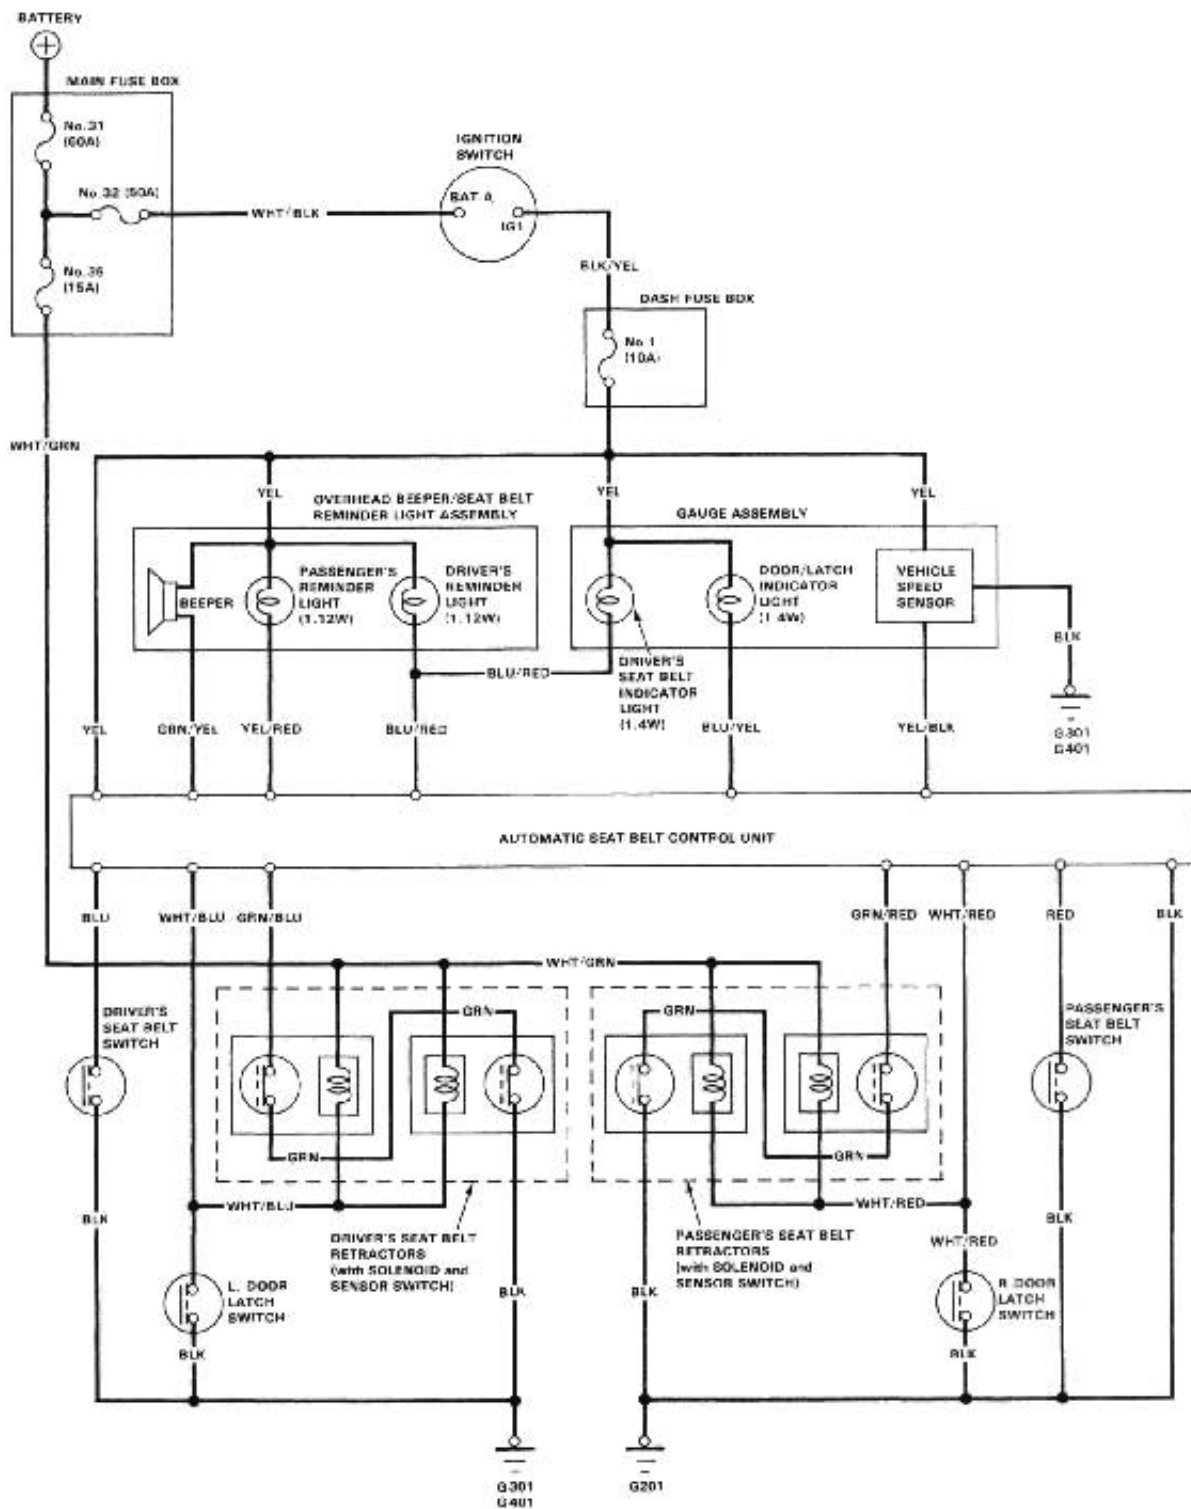 BATTERY
MAIN FUSE BOX
No.31
(60A)
No.32 (50A)
No.36
(15A)
WHT/BLK
IGNITION
SWITCH
BAT A
IG1
BLK/YEL
DASH FUSE BOX
No.1
(10A)
WHT/GRN
YEL
OVERHEAD BEEPER/SEAT BELT
REMINDER LIGHT ASSEMBLY
YEL
GAUGE ASSEMBLY
YEL
BEEPER
PASSENGER'S
REMINDER
LIGHT
(1.12W)
DRIVER'S
REMINDER
LIGHT
(1.12W)
DOOR/LATCH
INDICATOR
LIGHT
(1.4W)
VEHICLE
SPEED
SENSOR
BLK
BLU/RED
DRIVER'S
SEAT BELT
INDICATOR
LIGHT
(1.4W)
YEL
GRN/YEL
YEL/RED
BLU/RED
BLU/YEL
YEL/BLK
G301
G401
AUTOMATIC SEAT BELT CONTROL UNIT
BLU
WHT/BLU
GRN/BLU
GRN/RED
WHT/RED
RED
BLK
WHT/GRN
DRIVER'S
SEAT BELT
SWITCH
GRN
GRN
PASSENGER'S
SEAT BELT
SWITCH
GRN
GRN
WHT/BLU
WHT/RED
BLK
BLK
DRIVER'S SEAT BELT
RETRACTORS
(with SOLENOID and
SENSOR SWITCH)
PASSENGER'S SEAT BELT
RETRACTORS
(with SOLENOID and
SENSOR SWITCH)
WHT/RED
L. DOOR
LATCH
SWITCH
BLK
BLK
R.DOOR
LATCH
SWITCH
BLK
BLK
G301
G401
G201